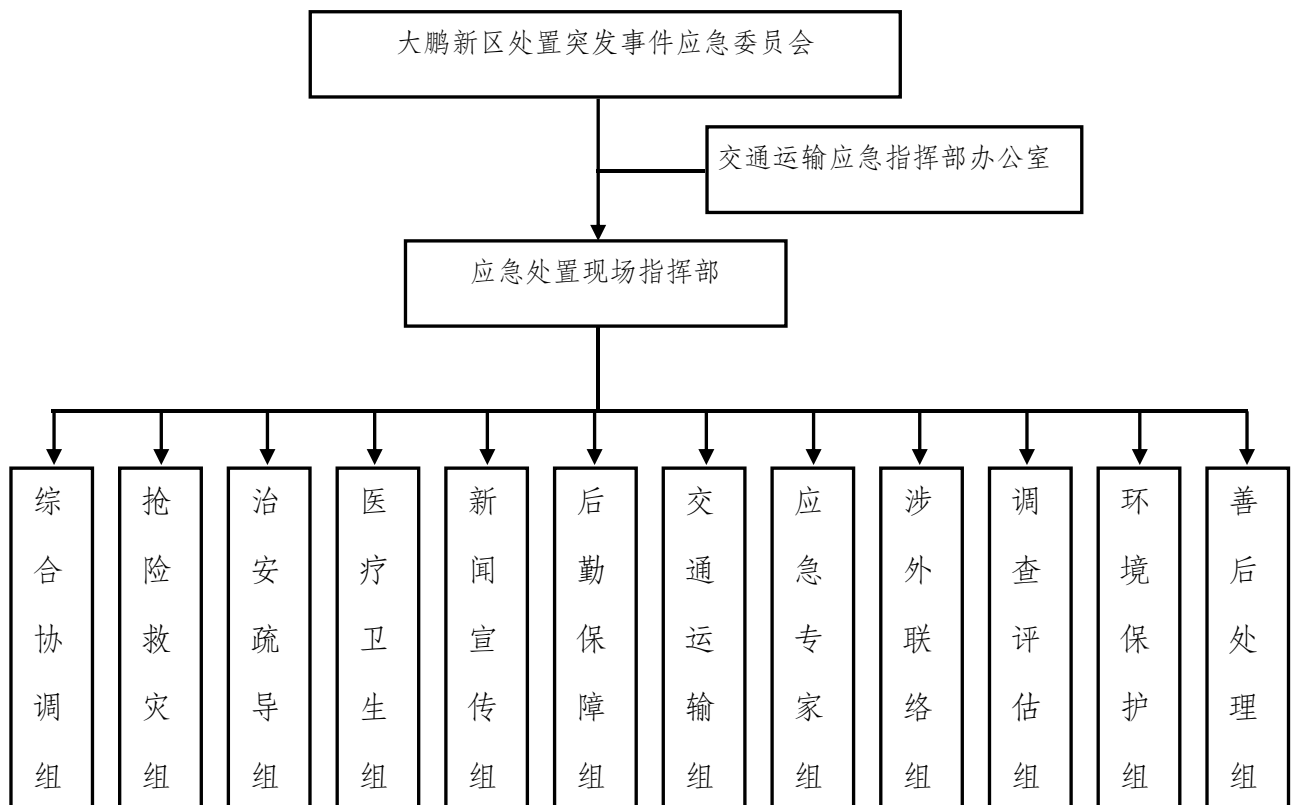 大鹏新区处置突发事件应急委员会
交通运输应急指挥部办公室
应急处置现场指挥部
综合协调组
抢险救灾组
治安疏导组
医疗卫生组
新闻宣传组
后勤保障组
交通运输组
应急专家组
涉外联络组
调查评估组
环境保护组
善后处理组